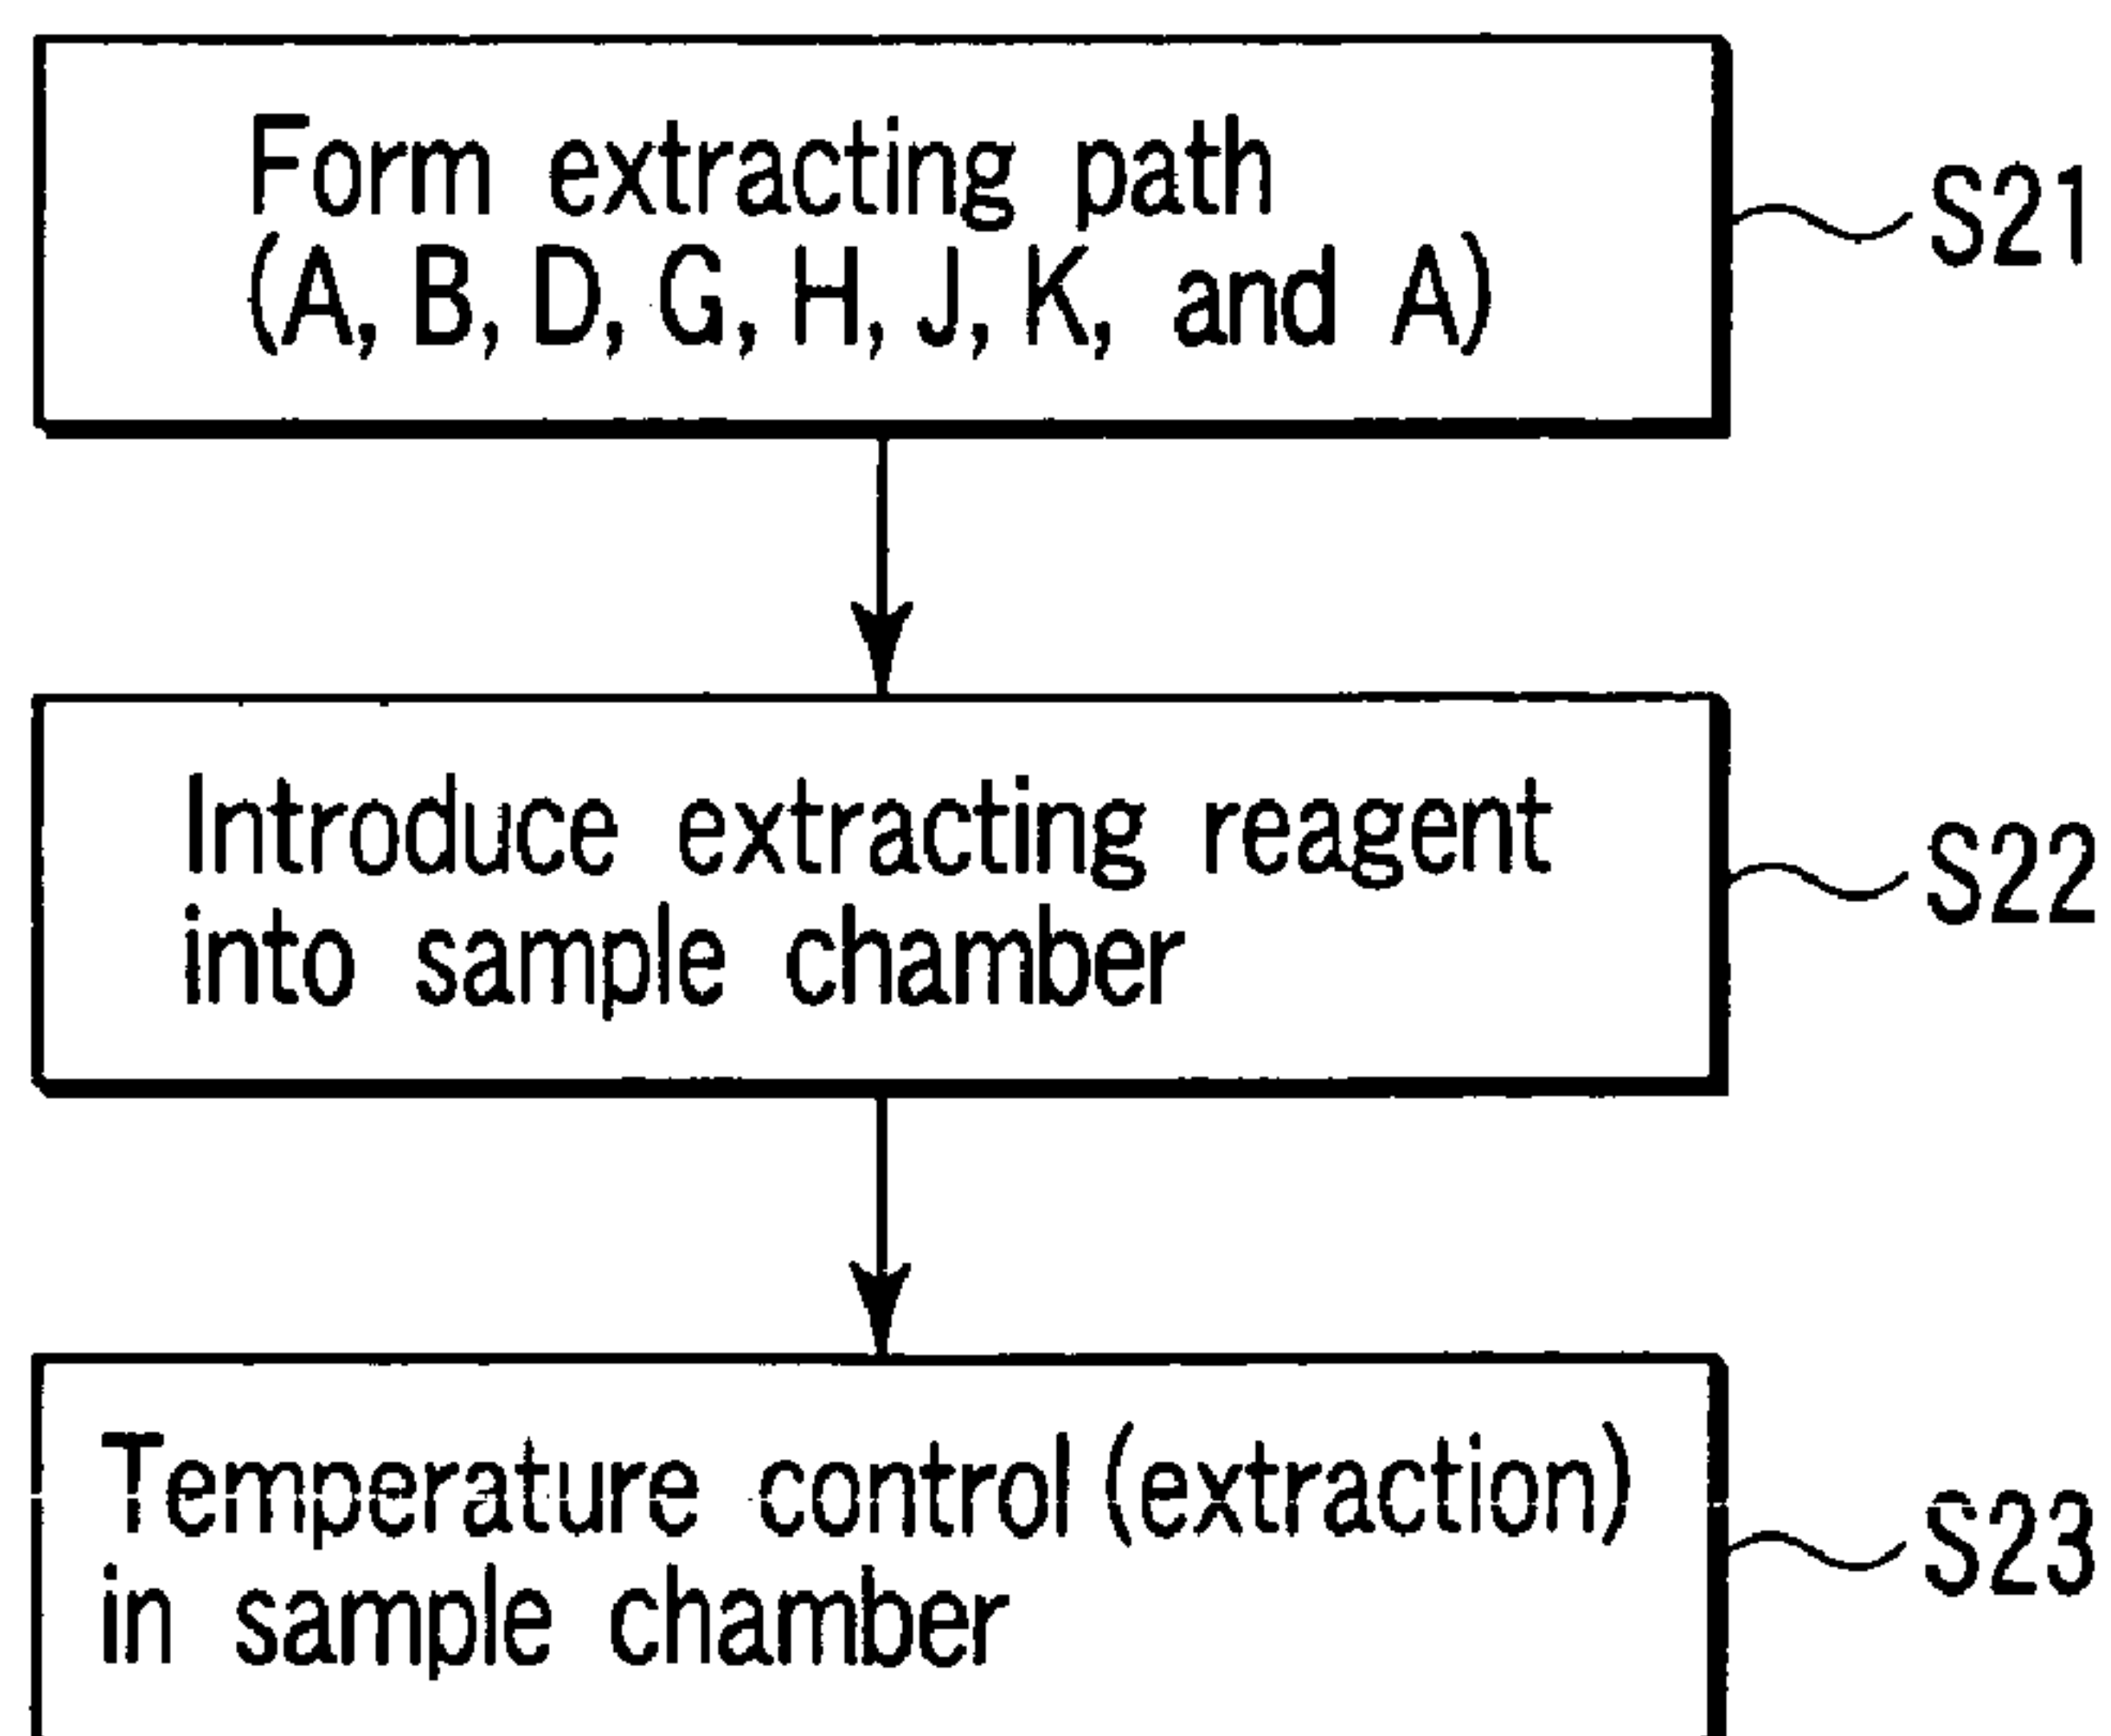 Form extracting path
(A, B, D, G, H, J, K, and A)
S21
Introduce extracting reagent
into sample chamber
S22
Temperature control (extraction)
in sample chamber
S23